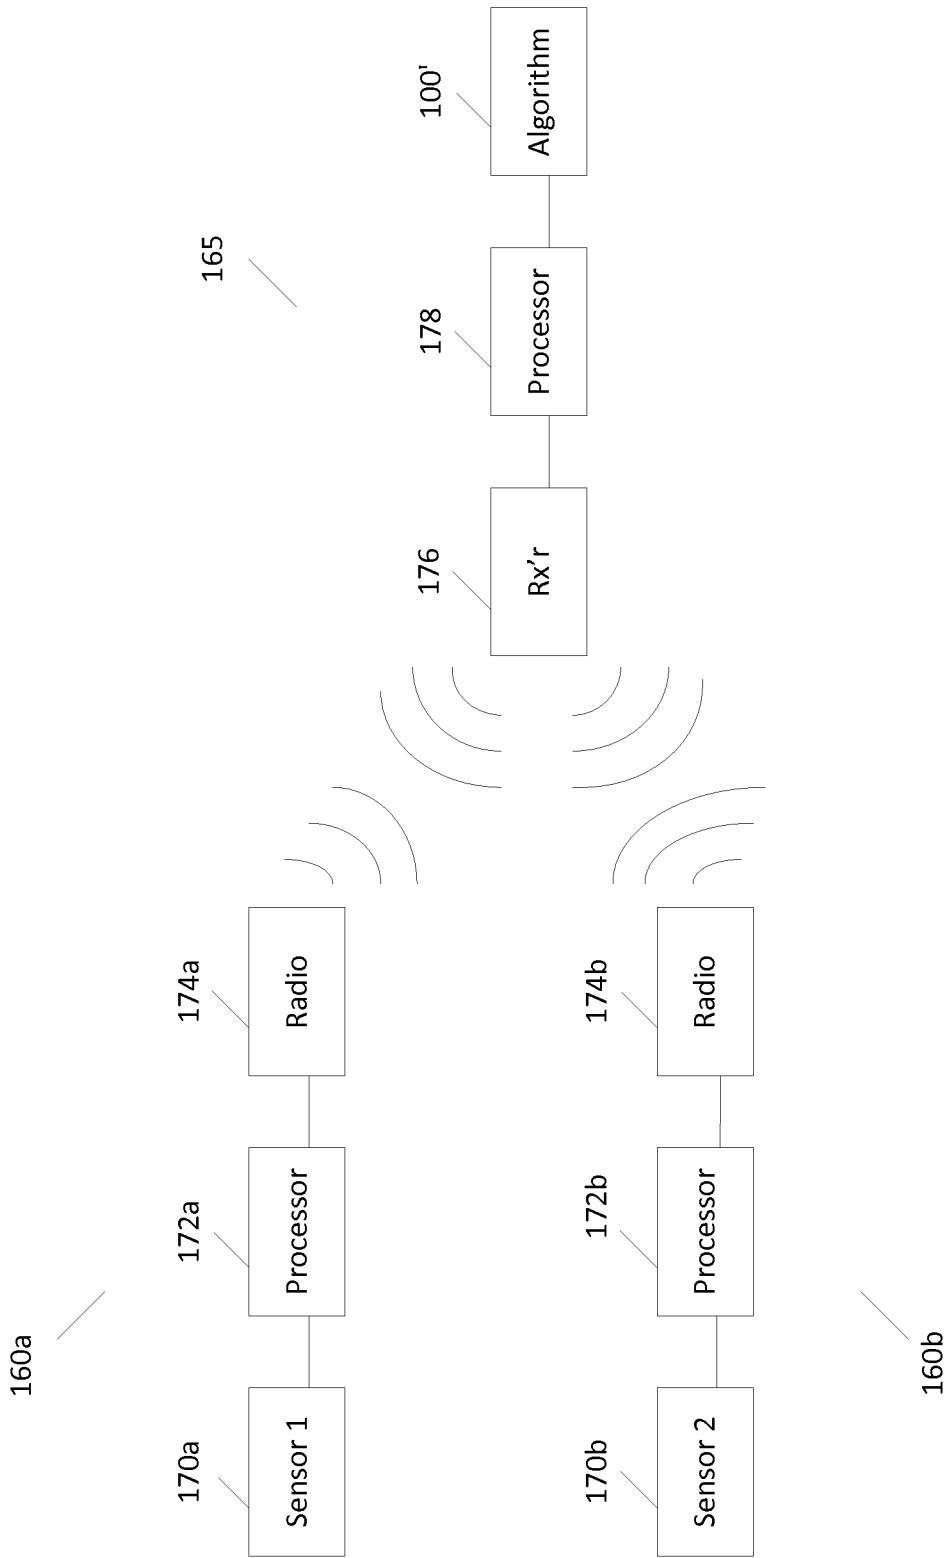 160a
170a
Sensor 1
172a
Processor
174a
Radio
165
176
Rx'r
178
Processor
100'
Algorithm
170b
Sensor 2
172b
Processor
174b
Radio
160b